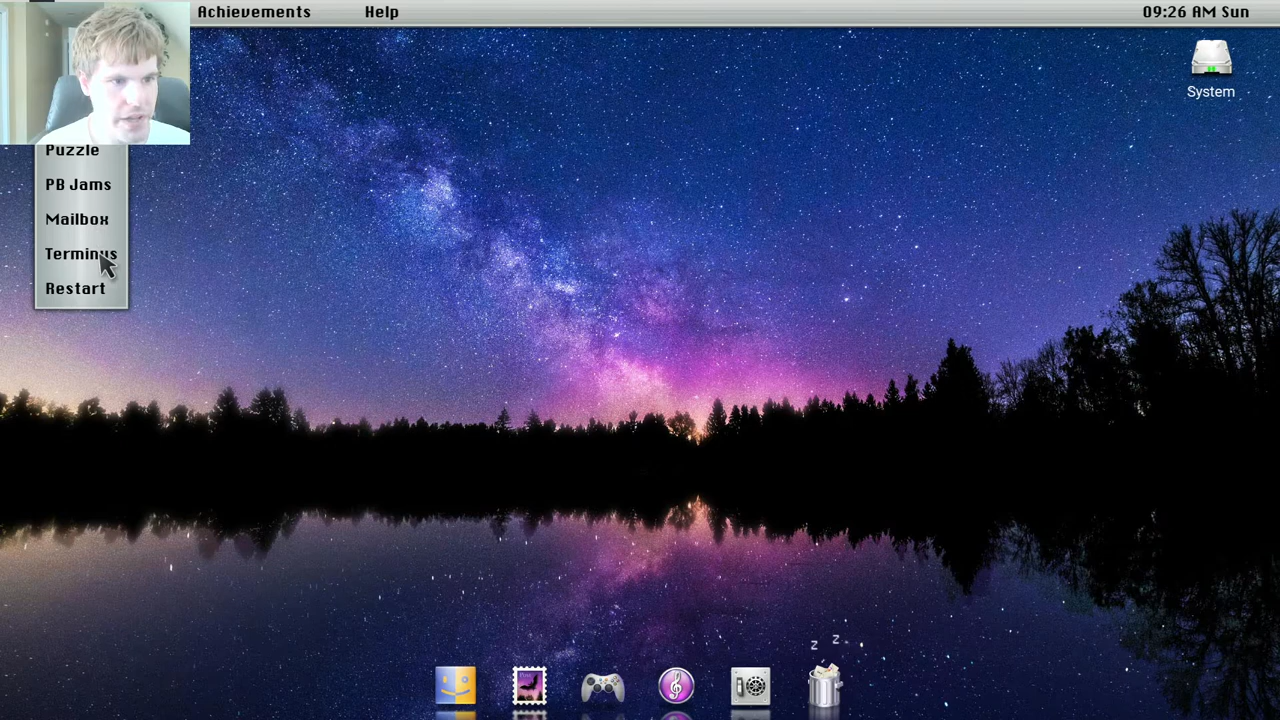 Achievements Help 09:26 AM Sun
System
Puzzle
PB Jams
Mailbox
Terminus
Restart
z z